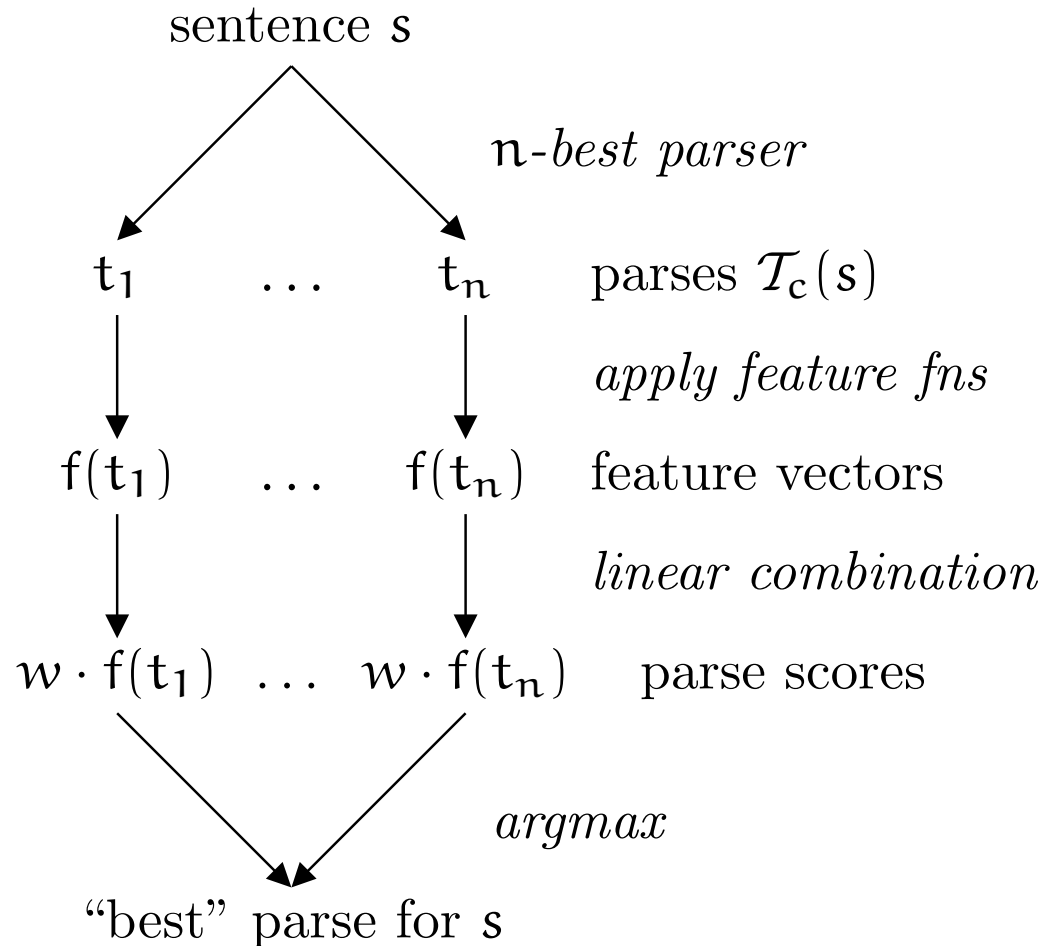 sentence s
n-best parser
t₁ … tₙ parses 𝒯c(s)
apply feature fns
f(t₁) … f(tₙ) feature vectors
linear combination
w · f(t₁) … w · f(tₙ) parse scores
argmax
“best” parse for s